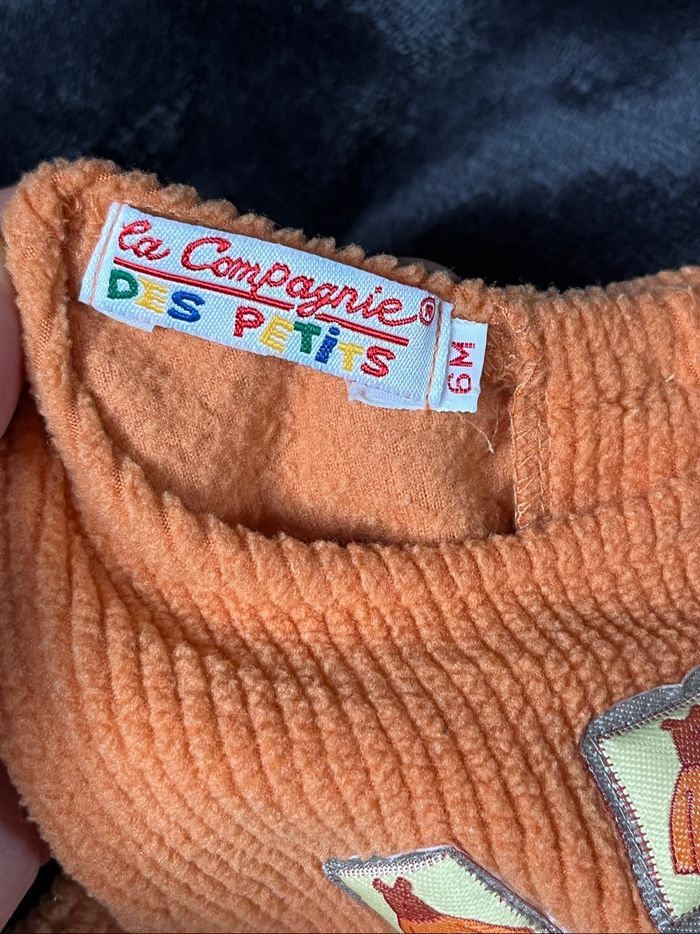 la Compagnie®
DES PETITS
6M